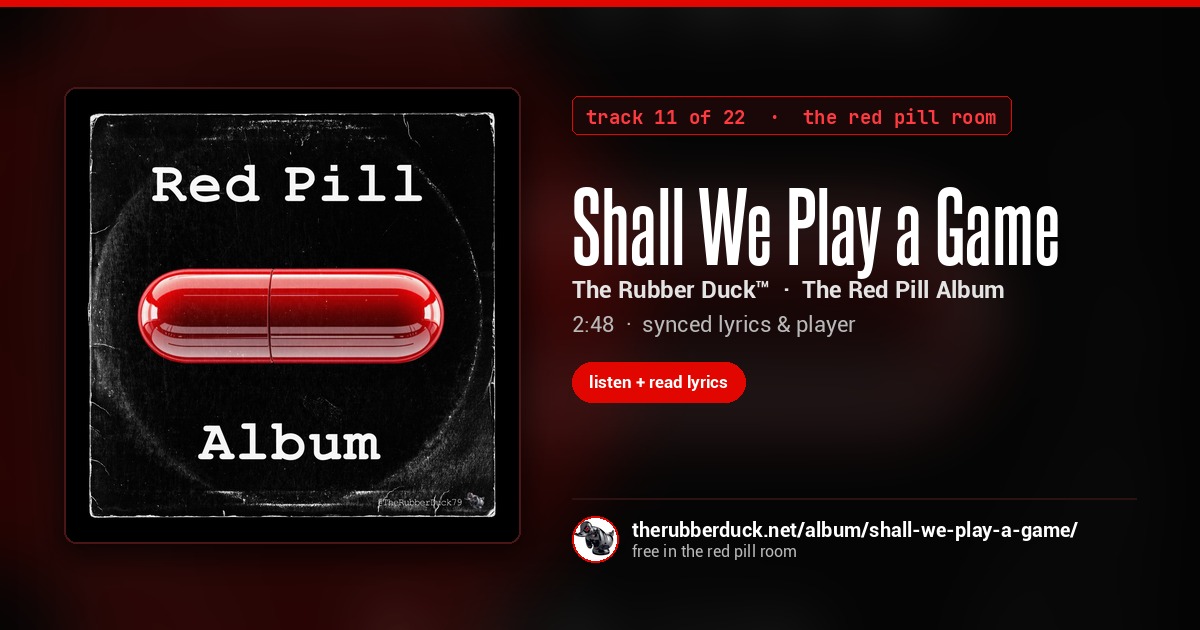 Red Pill
Album
#TheRubberDuck79
track 11 of 22 · the red pill room
Shall We Play a Game
The Rubber Duck™ · The Red Pill Album
2:48 · synced lyrics & player
listen + read lyrics
therubberduck.net/album/shall-we-play-a-game/
free in the red pill room